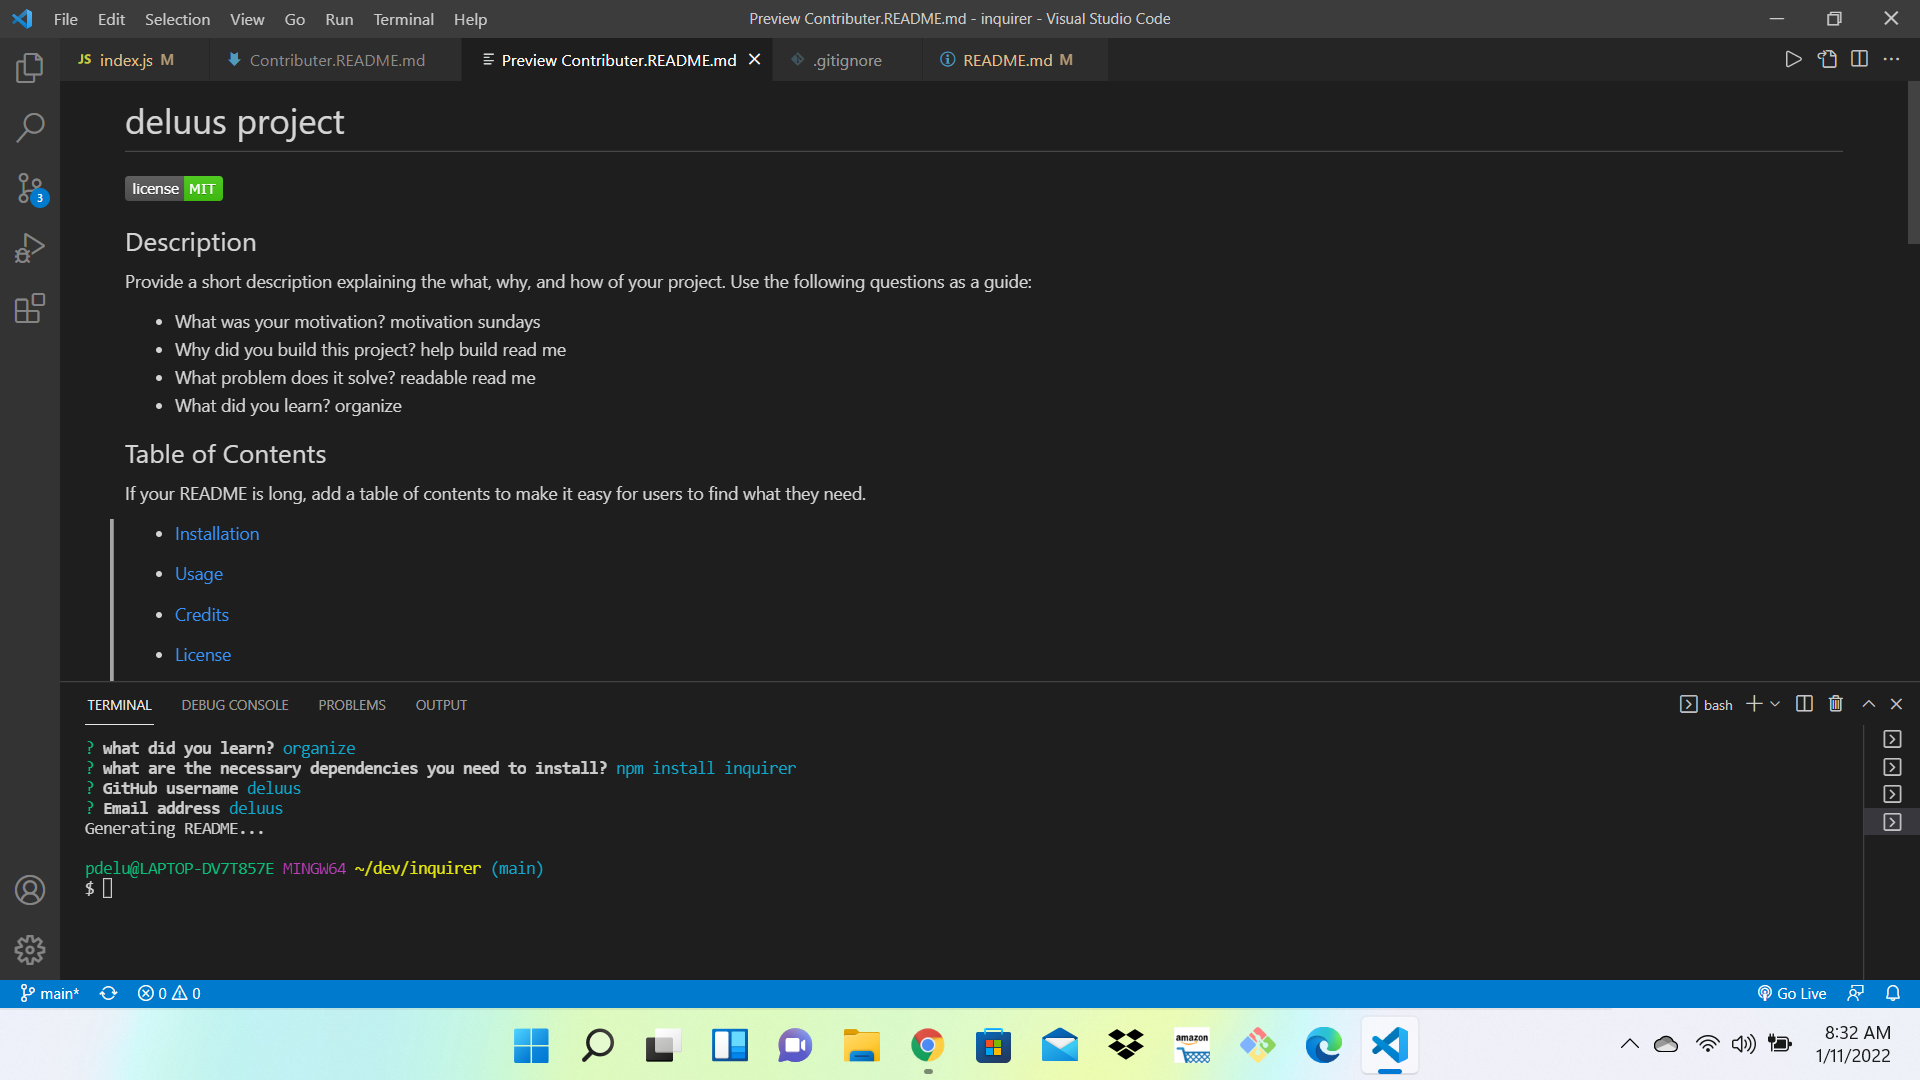 File Edit Selection View Go Run Terminal Help
Preview Contributer.README.md - inquirer - Visual Studio Code
JS index.js M
Contributer.README.md
Preview Contributer.README.md
.gitignore
README.md M
deluus project
license MIT
3
Description
Provide a short description explaining the what, why, and how of your project. Use the following questions as a guide:
• What was your motivation? motivation sundays
• Why did you build this project? help build read me
• What problem does it solve? readable read me
• What did you learn? organize
Table of Contents
If your README is long, add a table of contents to make it easy for users to find what they need.
• Installation
• Usage
• Credits
• License
TERMINAL DEBUG CONSOLE PROBLEMS OUTPUT
bash
? what did you learn? organize
? what are the necessary dependencies you need to install? npm install inquirer
? GitHub username deluus
? Email address deluus
Generating README...
pdelu@LAPTOP-DV7T857E MINGW64 ~/dev/inquirer (main)
$
main* 0 0
Go Live
amazon
8:32 AM
1/11/2022